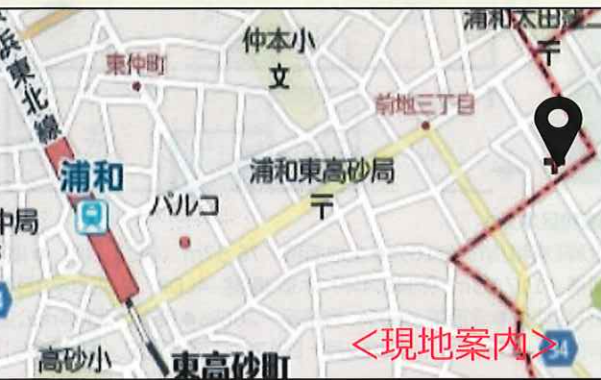 浦和太田窪二
仲本小
文
東仲町
浜東北線
前地三丁目
浦和東高砂局
浦和
パルコ
中局
高砂小
東高砂町
<現地案内>
34